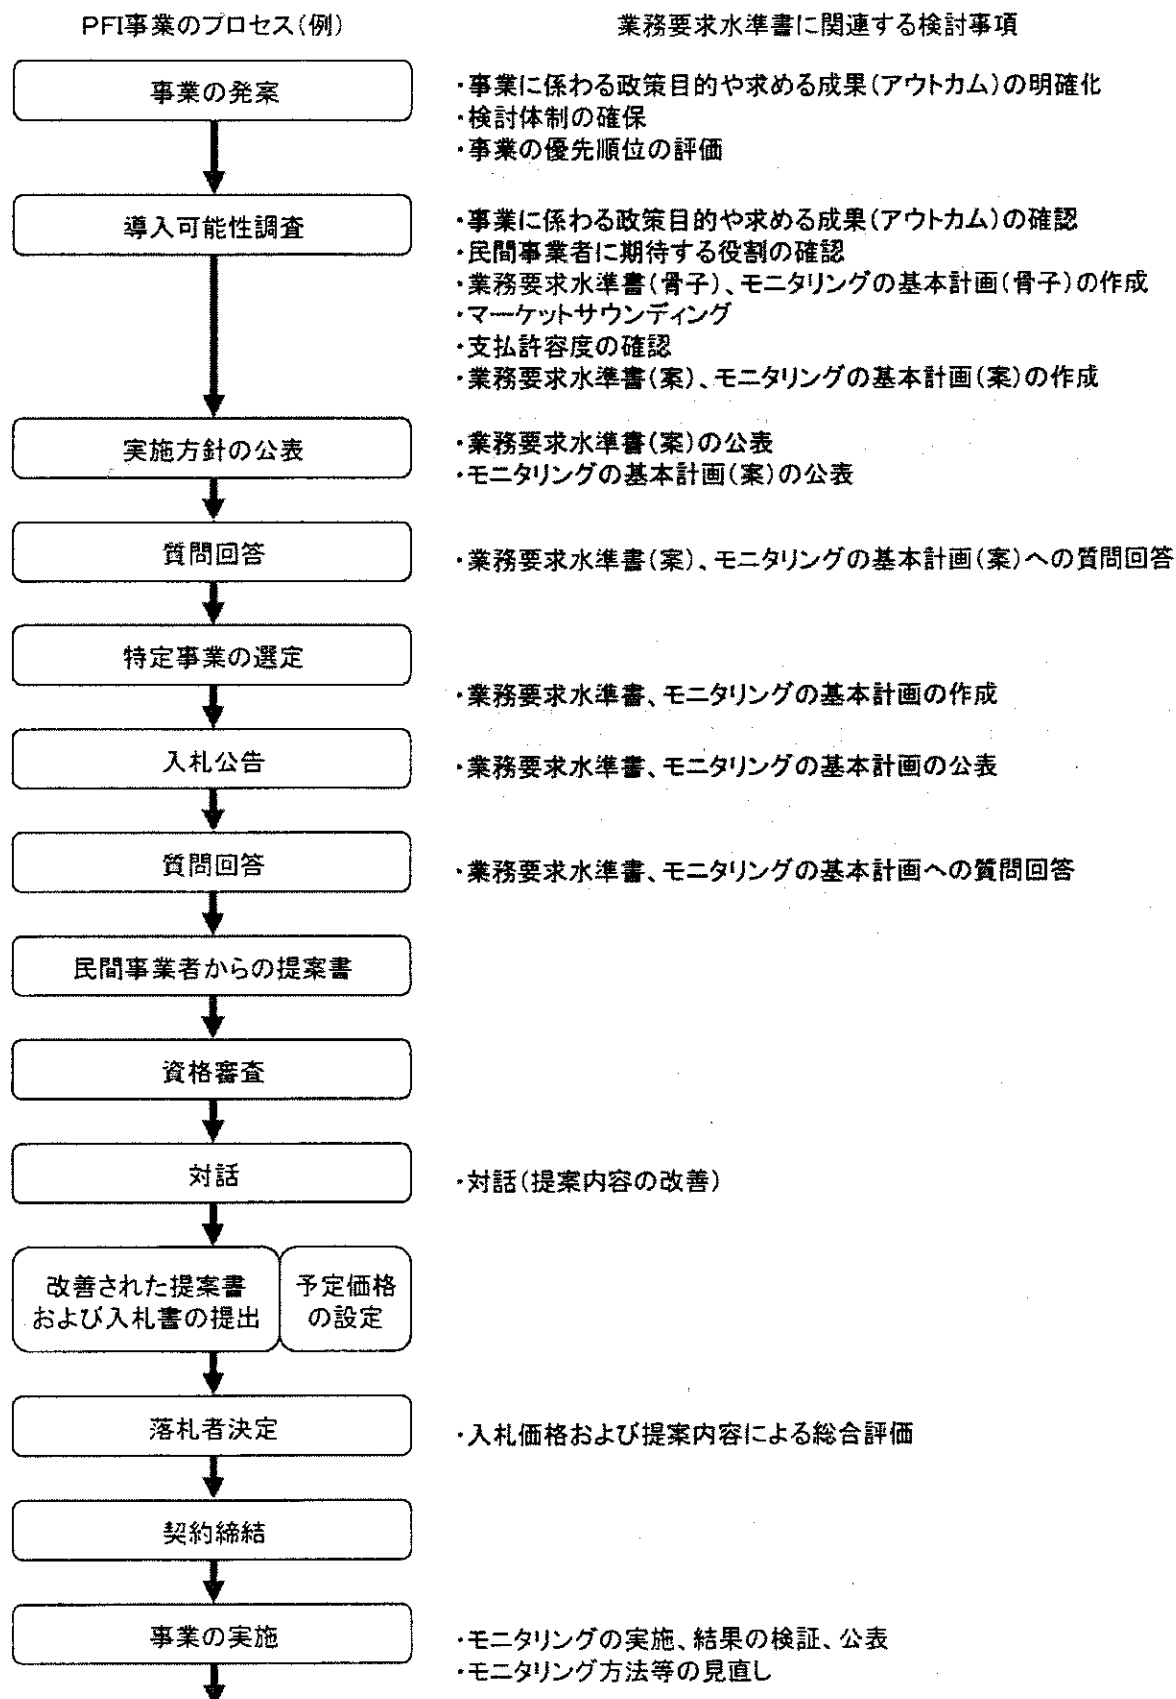 PFI事業のプロセス(例)
業務要求水準書に関連する検討事項
事業の発案
・事業に係わる政策目的や求める成果(アウトカム)の明確化
・検討体制の確保
・事業の優先順位の評価
導入可能性調査
・事業に係わる政策目的や求める成果(アウトカム)の確認
・民間事業者に期待する役割の確認
・業務要求水準書(骨子)、モニタリングの基本計画(骨子)の作成
・マーケットサウンディング
・支払許容度の確認
・業務要求水準書(案)、モニタリングの基本計画(案)の作成
実施方針の公表
・業務要求水準書(案)の公表
・モニタリングの基本計画(案)の公表
質問回答
・業務要求水準書(案)、モニタリングの基本計画(案)への質問回答
特定事業の選定
・業務要求水準書、モニタリングの基本計画の作成
入札公告
・業務要求水準書、モニタリングの基本計画の公表
質問回答
・業務要求水準書、モニタリングの基本計画への質問回答
民間事業者からの提案書
資格審査
対話
・対話(提案内容の改善)
改善された提案書
および入札書の提出
予定価格
の設定
落札者決定
・入札価格および提案内容による総合評価
契約締結
事業の実施
・モニタリングの実施、結果の検証、公表
・モニタリング方法等の見直し